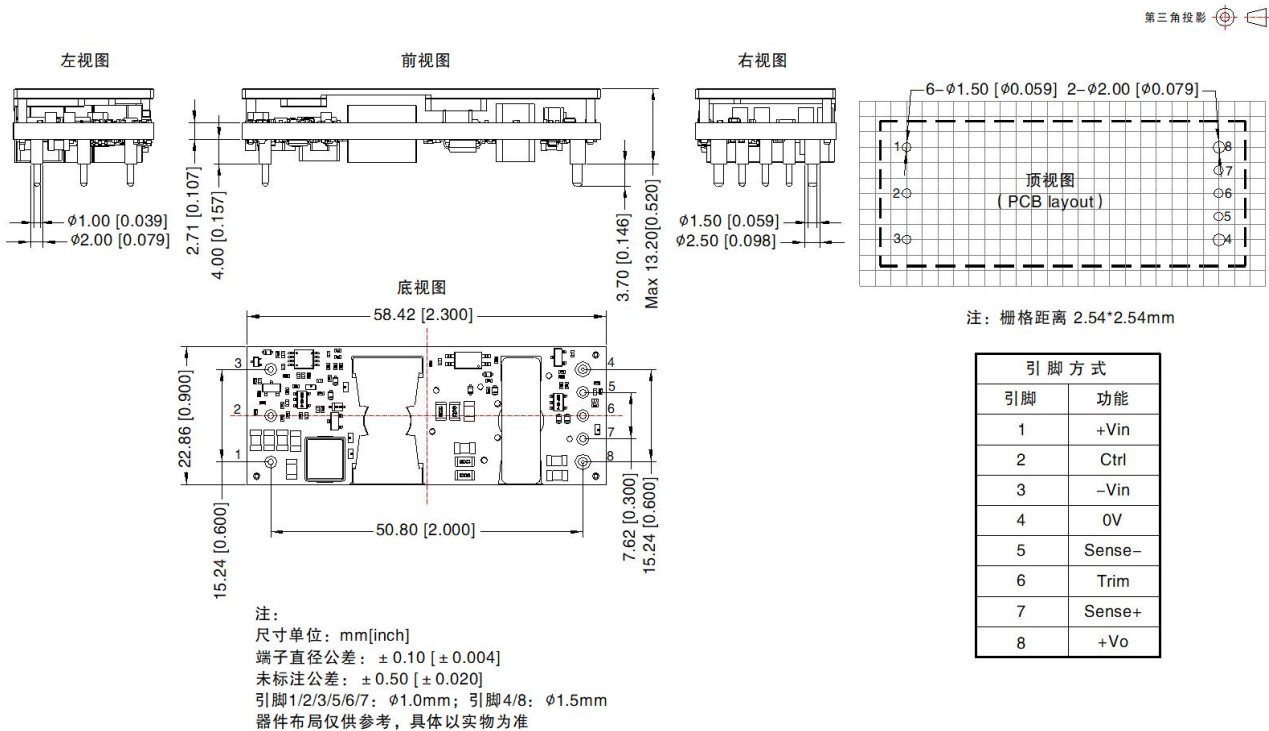 第三角投影
左视图
前视图
右视图
6-φ1.50 [φ0.059]
2-φ2.00 [φ0.079]
1
2
3
8
7
6
5
4
顶视图
( PCB layout )
φ1.00 [0.039]
φ2.00 [0.079]
2.71 [0.107]
4.00 [0.157]
3.70 [0.146]
Max 13.20[0.520]
φ1.50 [0.059]
φ2.50 [0.098]
注：栅格距离 2.54*2.54mm
底视图
58.42 [2.300]
22.86 [0.900]
3
2
1
4
5
6
7
8
15.24 [0.600]
50.80 [2.000]
7.62 [0.300]
15.24 [0.600]
引脚方式
引脚 功能
1 +Vin
2 Ctrl
3 -Vin
4 0V
5 Sense-
6 Trim
7 Sense+
8 +Vo
注：
尺寸单位：mm[inch]
端子直径公差：±0.10 [±0.004]
未标注公差：±0.50 [±0.020]
引脚1/2/3/5/6/7：φ1.0mm；引脚4/8：φ1.5mm
器件布局仅供参考，具体以实物为准